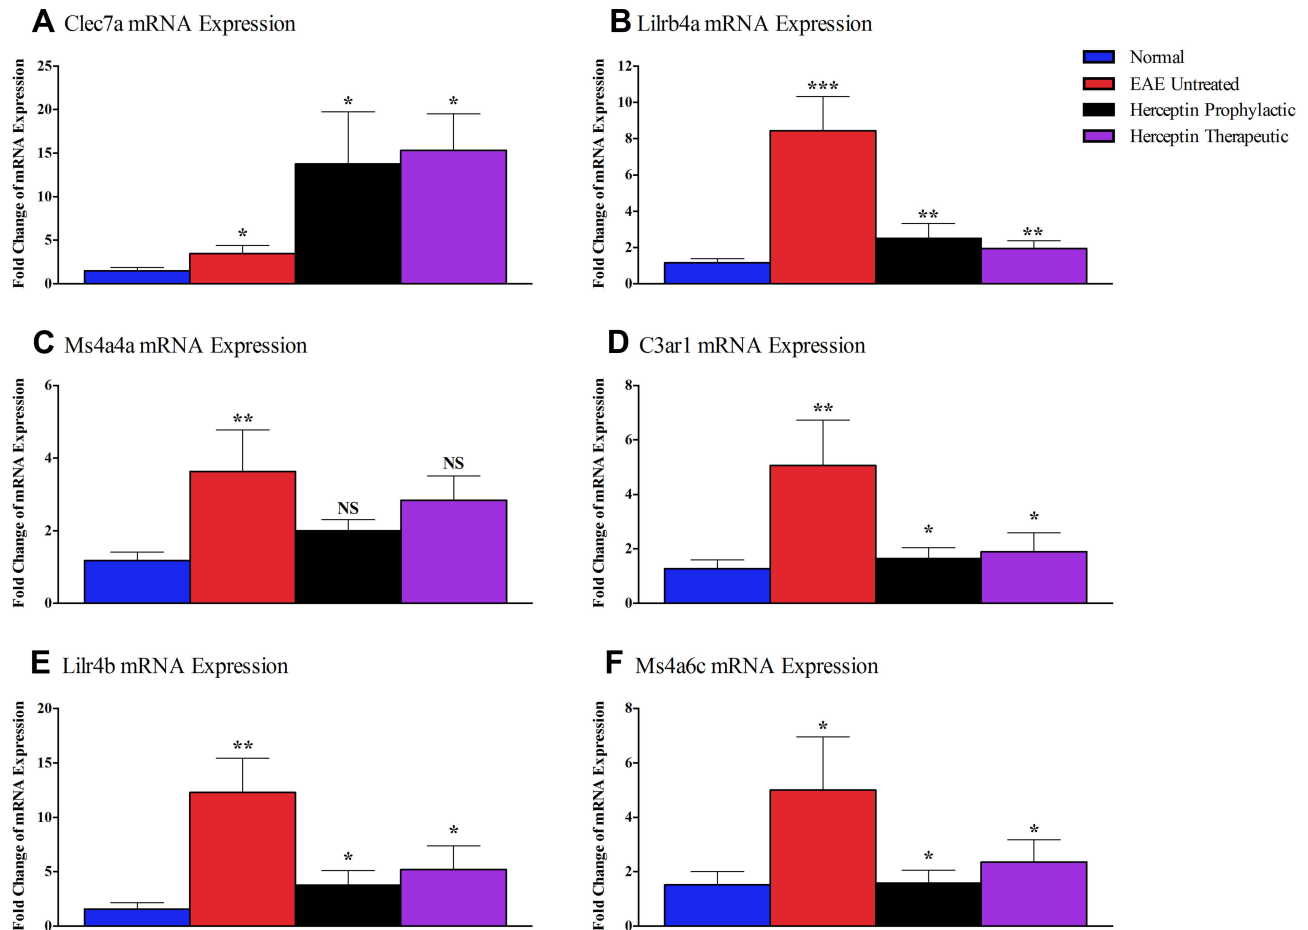 A Clec7a mRNA Expression
Fold Change of mRNA Expression
25
20
15
10
5
0
*
*
*
B Lilrb4a mRNA Expression
Fold Change of mRNA Expression
12
10
8
6
4
2
0
***
**
**
Normal
EAE Untreated
Herceptin Prophylactic
Herceptin Therapeutic
C Ms4a4a mRNA Expression
Fold Change of mRNA Expression
6
4
2
0
**
NS
NS
D C3ar1 mRNA Expression
Fold Change of mRNA Expression
8
6
4
2
0
**
*
*
E Lilr4b mRNA Expression
Fold Change of mRNA Expression
20
15
10
5
0
**
*
*
F Ms4a6c mRNA Expression
Fold Change of mRNA Expression
8
6
4
2
0
*
*
*